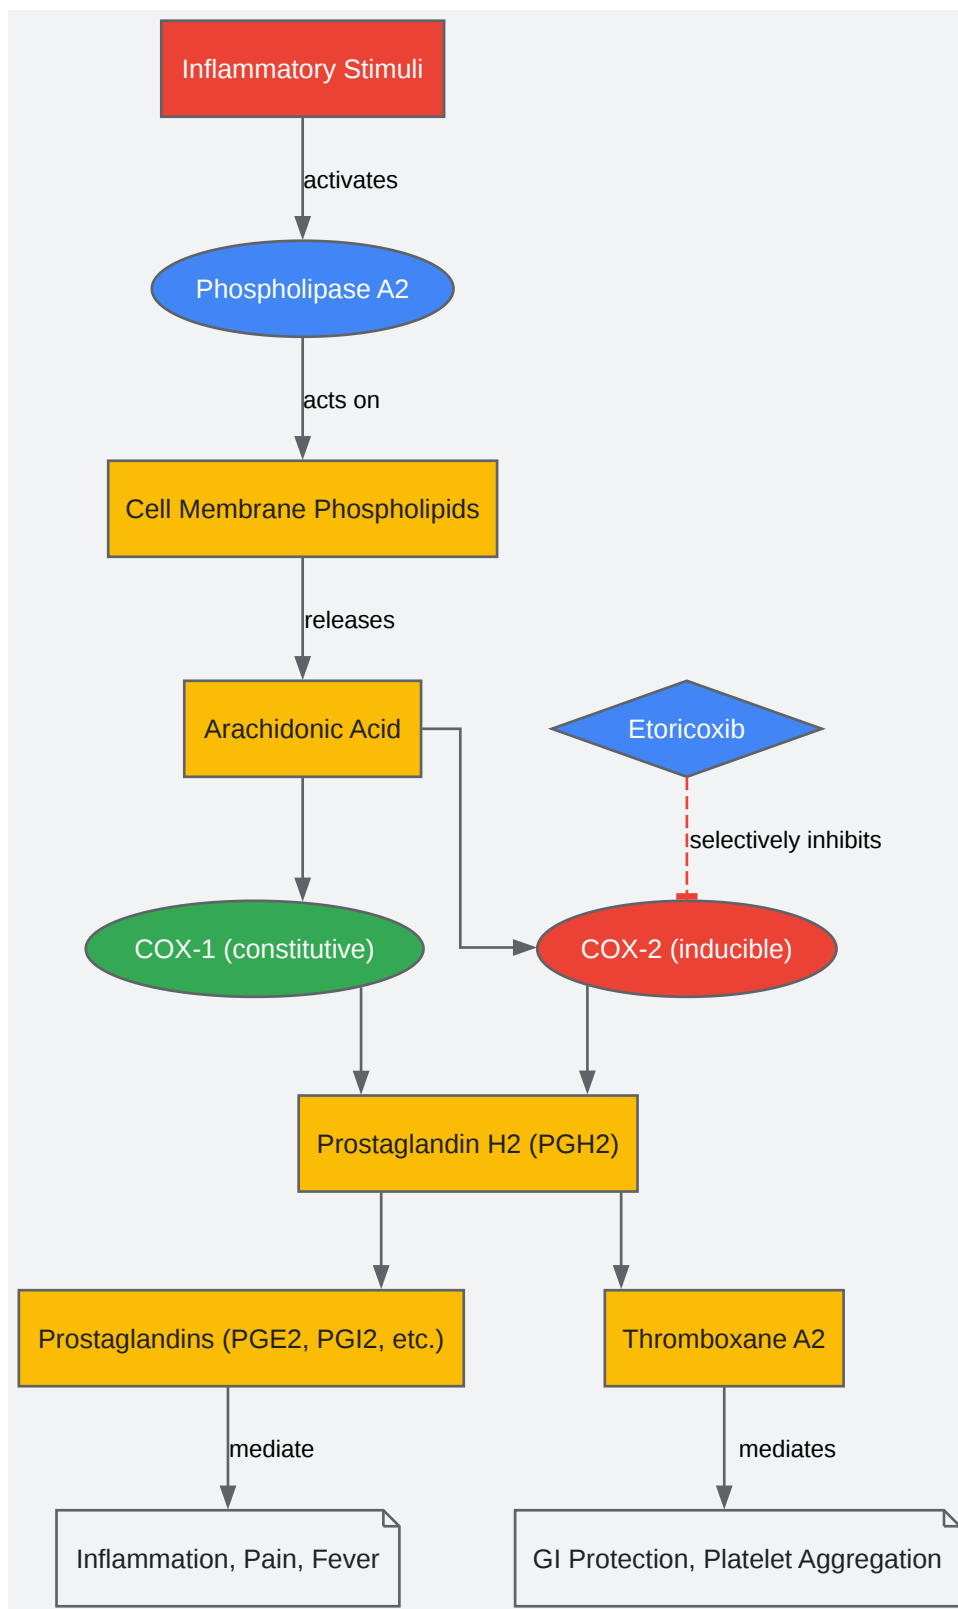 Inflammatory Stimuli
activates
Phospholipase A2
acts on
Cell Membrane Phospholipids
releases
Arachidonic Acid
Etoricoxib
selectively inhibits
COX-1 (constitutive)
COX-2 (inducible)
Prostaglandin H2 (PGH2)
Prostaglandins (PGE2, PGI2, etc.)
Thromboxane A2
mediate
mediates
Inflammation, Pain, Fever
GI Protection, Platelet Aggregation